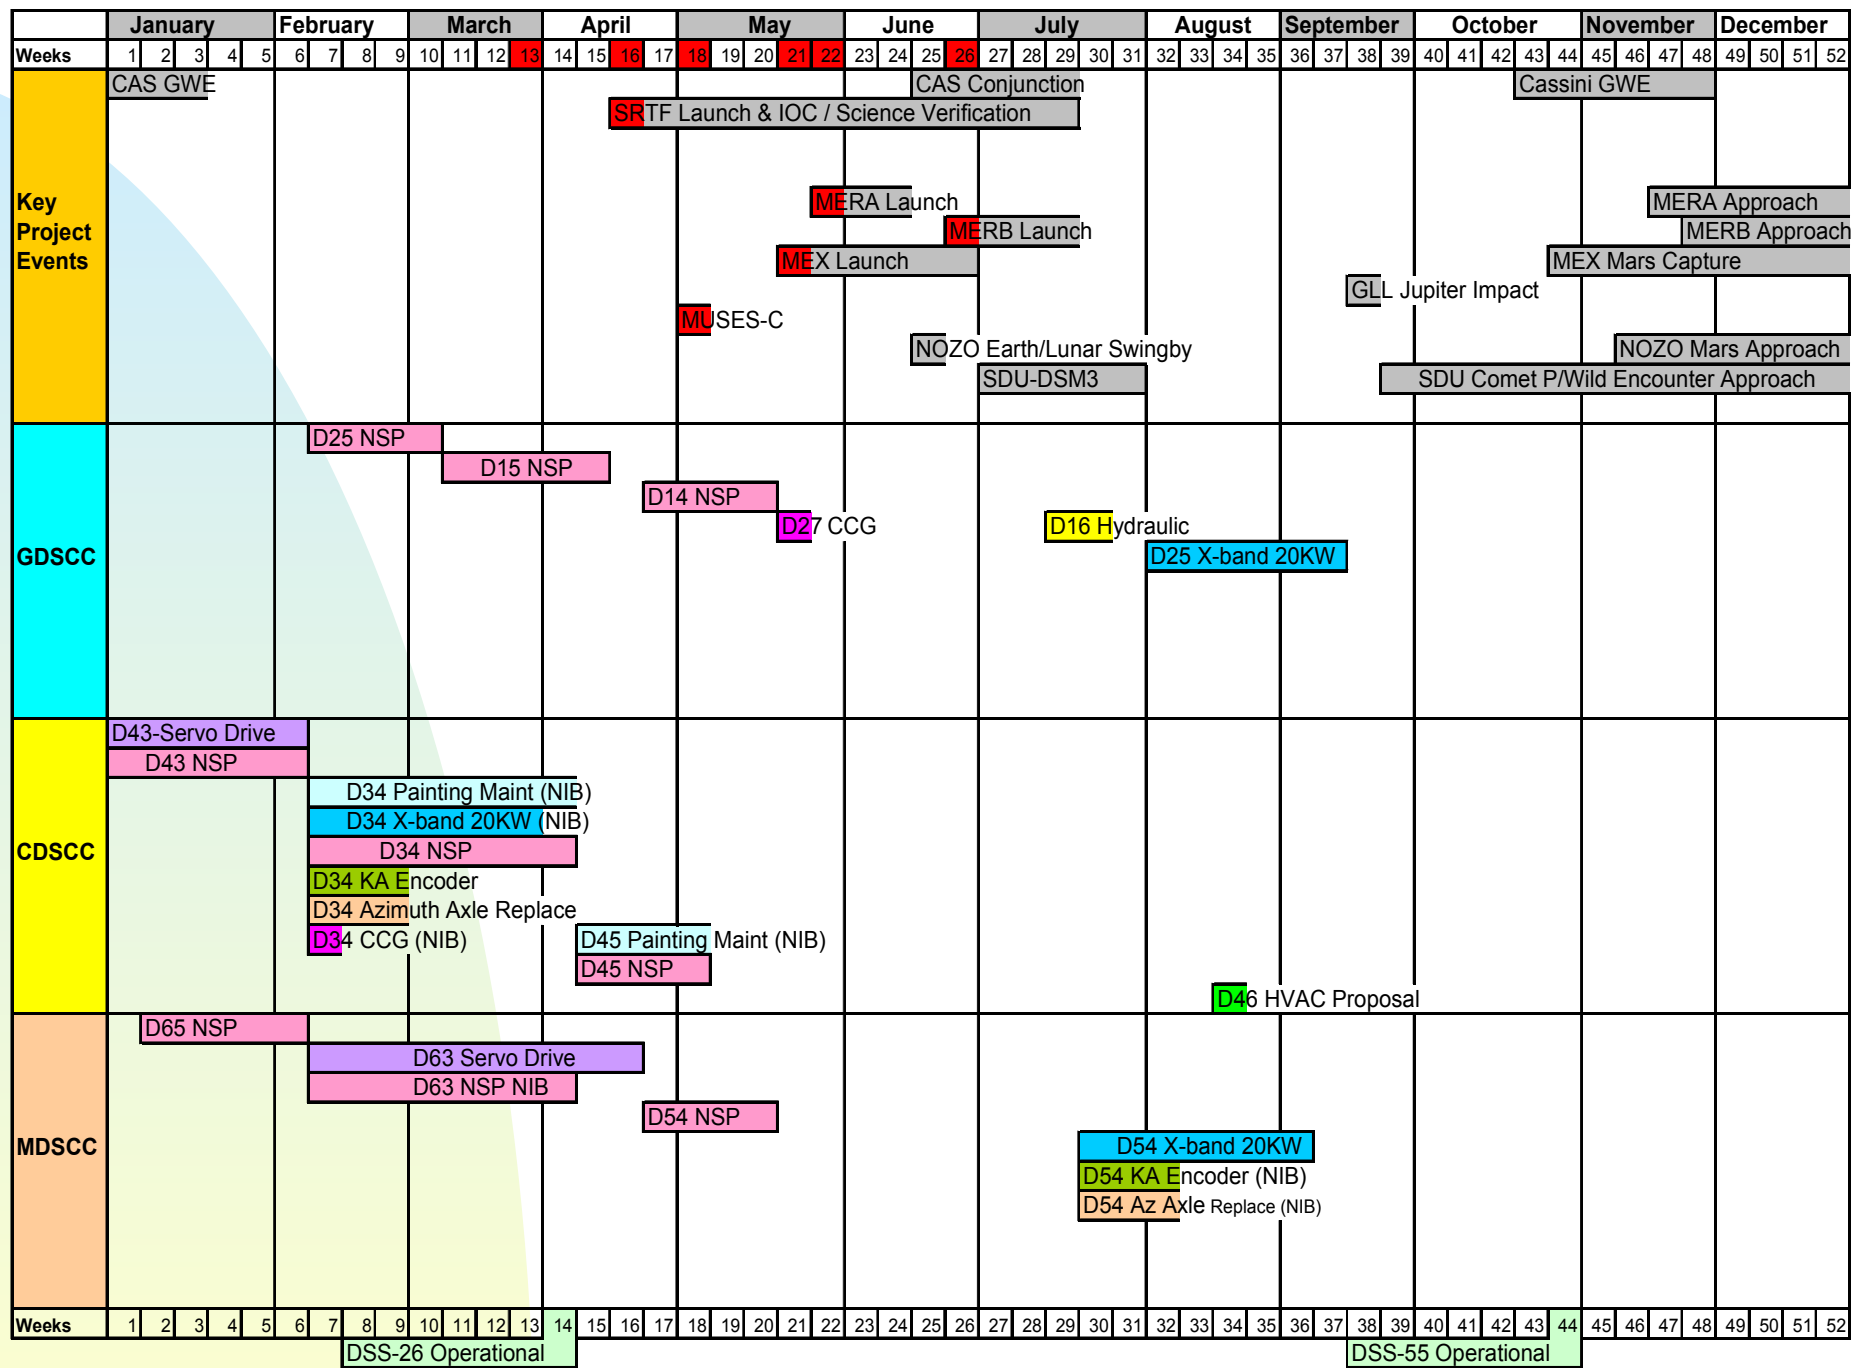 January February March April May June July August September October November December
Weeks 1 2 3 4 5 6 7 8 9 10 11 12 13 14 15 16 17 18 19 20 21 22 23 24 25 26 27 28 29 30 31 32 33 34 35 36 37 38 39 40 41 42 43 44 45 46 47 48 49 50 51 52
CAS GWE CAS Conjunction Cassini GWE
SRTF Launch & IOC / Science Verification
Key
Project
Events
MERA Launch MERA Approach
MERB Launch MERB Approach
MEX Launch MEX Mars Capture
GLL Jupiter Impact
MUSES-C
NOZO Earth/Lunar Swingby NOZO Mars Approach
SDU-DSM3 SDU Comet P/Wild Encounter Approach
GDSCC
D25 NSP
D15 NSP
D14 NSP
D27 CCG D16 Hydraulic
D25 X-band 20KW
CDSCC
D43-Servo Drive
D43 NSP
D34 Painting Maint (NIB)
D34 X-band 20KW (NIB)
D34 NSP
D34 KA Encoder
D34 Azimuth Axle Replace
D34 CCG (NIB) D45 Painting Maint (NIB)
D45 NSP
D46 HVAC Proposal
MDSCC
D65 NSP
D63 Servo Drive
D63 NSP NIB
D54 NSP
D54 X-band 20KW
D54 KA Encoder (NIB)
D54 Az Axle Replace (NIB)
Weeks 1 2 3 4 5 6 7 8 9 10 11 12 13 14 15 16 17 18 19 20 21 22 23 24 25 26 27 28 29 30 31 32 33 34 35 36 37 38 39 40 41 42 43 44 45 46 47 48 49 50 51 52
DSS-26 Operational DSS-55 Operational